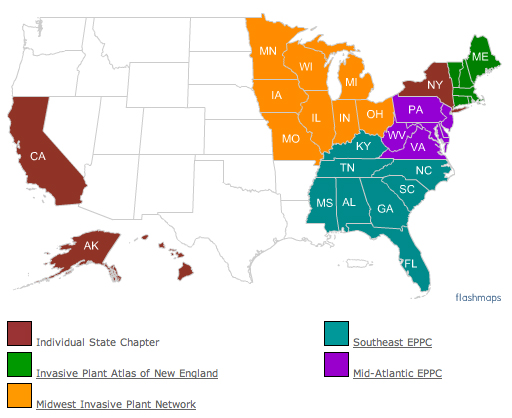 MN
WI
MI
ME
NY
IA
PA
IL
IN
OH
MO
WV
VA
KY
CA
TN
NC
SC
MS
AL
GA
AK
FL
flashmaps
Individual State Chapter
Southeast EPPC
Invasive Plant Atlas of New England
Mid-Atlantic EPPC
Midwest Invasive Plant Network